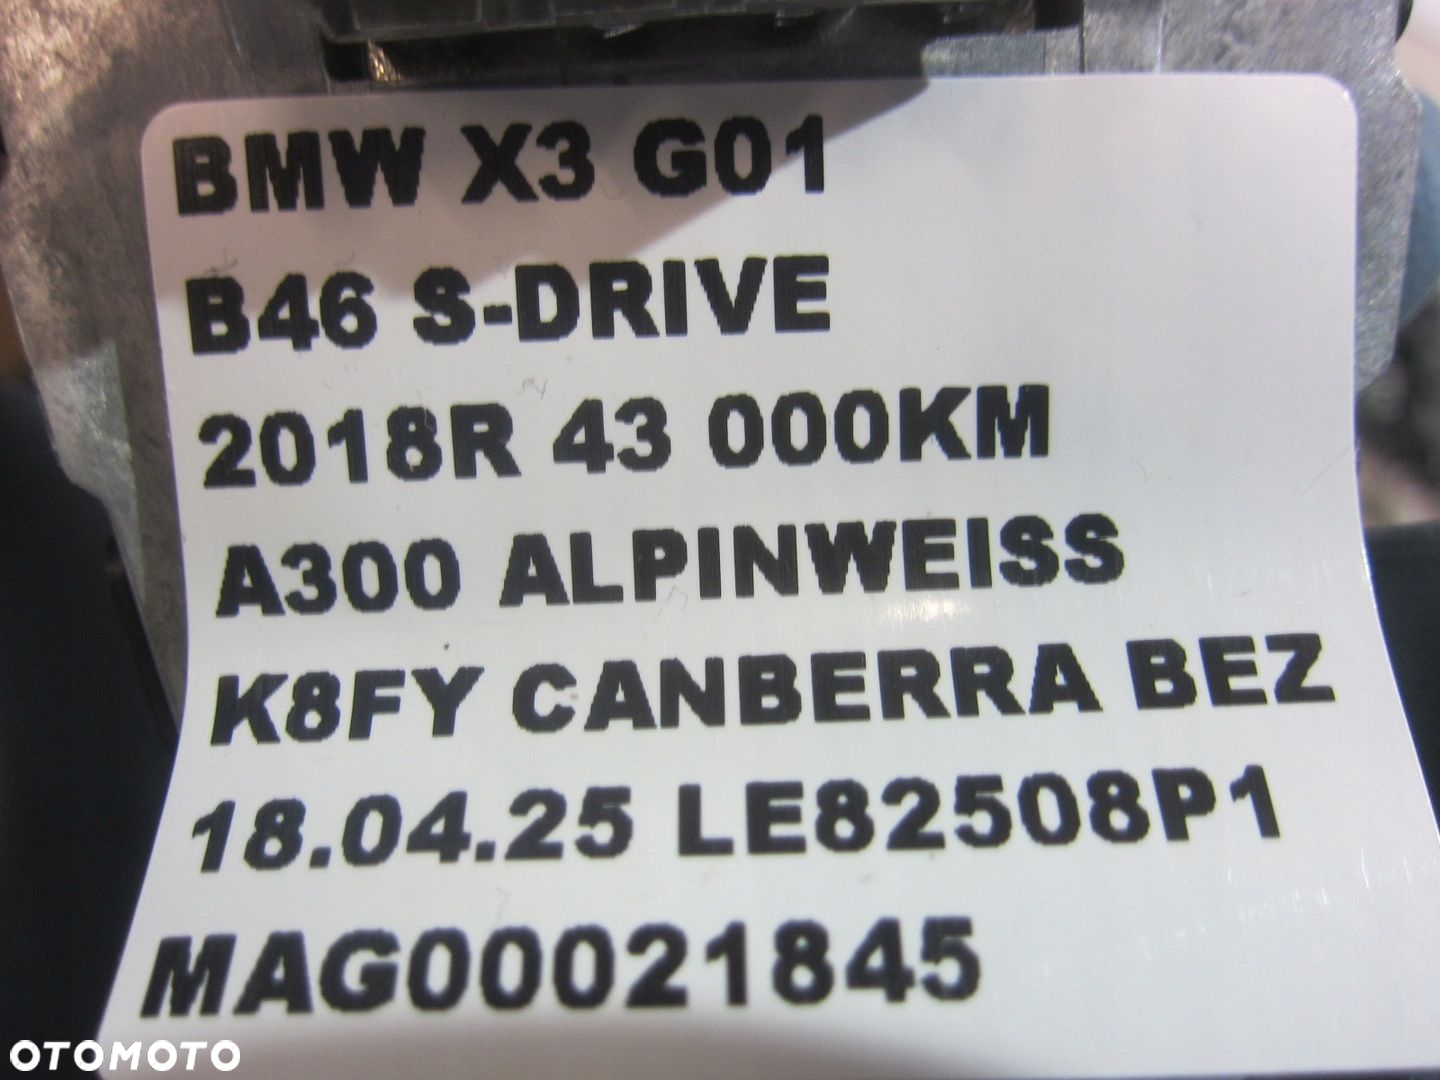 BMW X3 G01
B46 S-DRIVE
2018R 43 000KM
A300 ALPINWEISS
K8FY CANBERRA BEZ
18.04.25 LE82508P1
MAG00021845
OTOMOTO